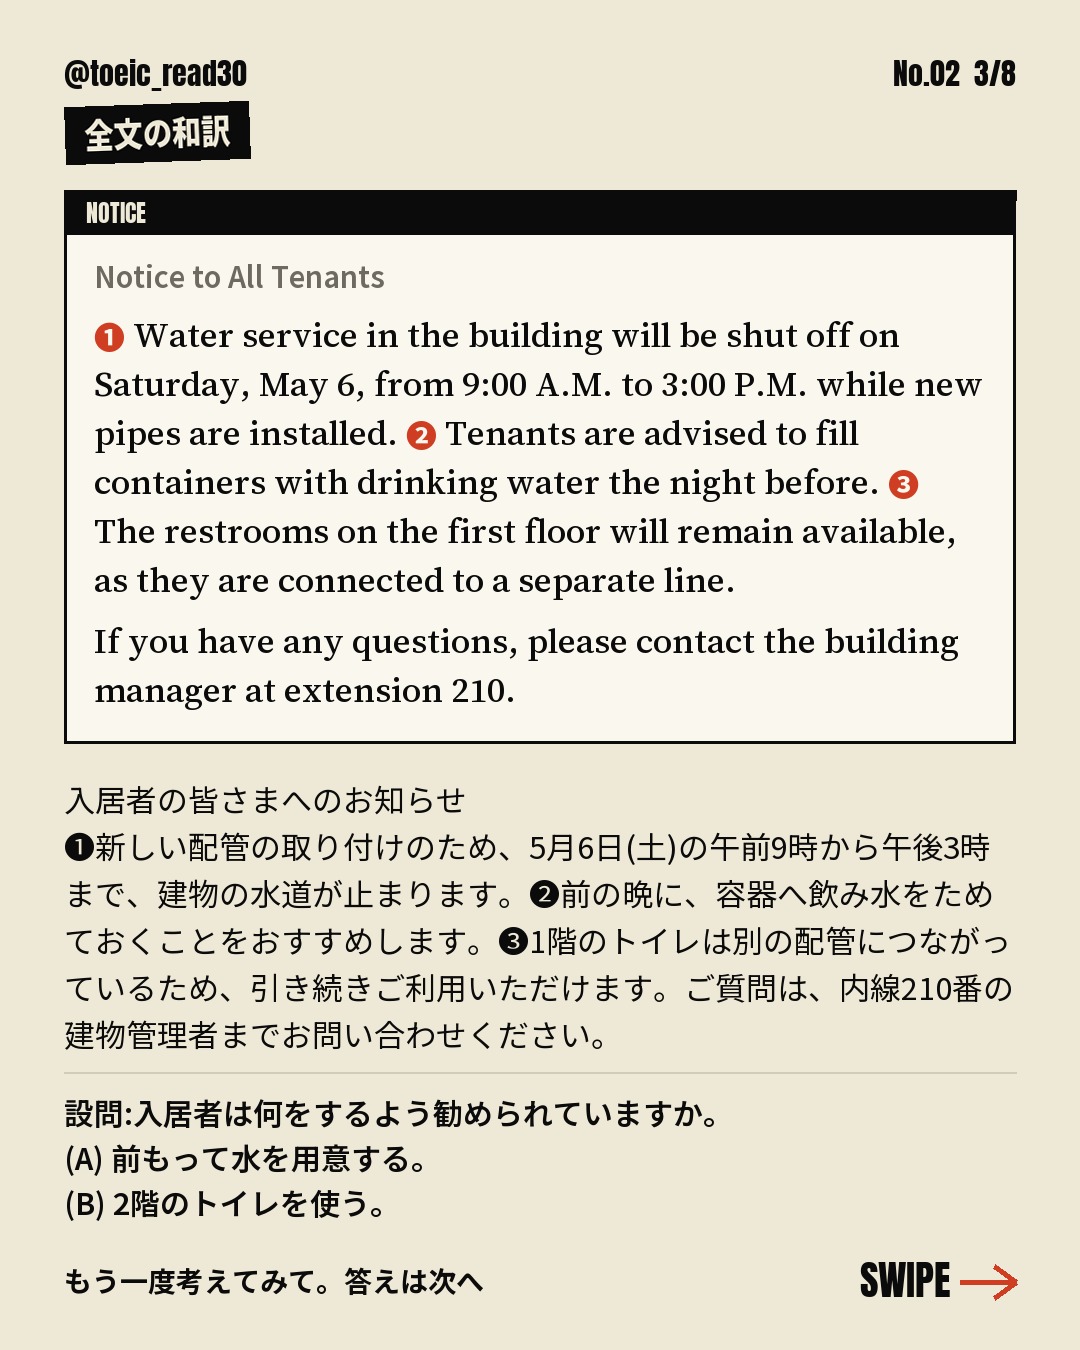 @toeic_read30
No.02 3/8
全文の和訳
NOTICE
Notice to All Tenants
❶ Water service in the building will be shut off on
Saturday, May 6, from 9:00 A.M. to 3:00 P.M. while new
pipes are installed. ❷ Tenants are advised to fill
containers with drinking water the night before. ❸
The restrooms on the first floor will remain available,
as they are connected to a separate line.
If you have any questions, please contact the building
manager at extension 210.
入居者の皆さまへのお知らせ
❶新しい配管の取り付けのため、5月6日(土)の午前9時から午後3時
まで、建物の水道が止まります。❷前の晩に、容器へ飲み水をため
ておくことをおすすめします。❸1階のトイレは別の配管につながっ
ているため、引き続きご利用いただけます。ご質問は、内線210番の
建物管理者までお問い合わせください。
設問:入居者は何をするよう勧められていますか。
(A) 前もって水を用意する。
(B) 2階のトイレを使う。
もう一度考えてみて。答えは次へ
SWIPE